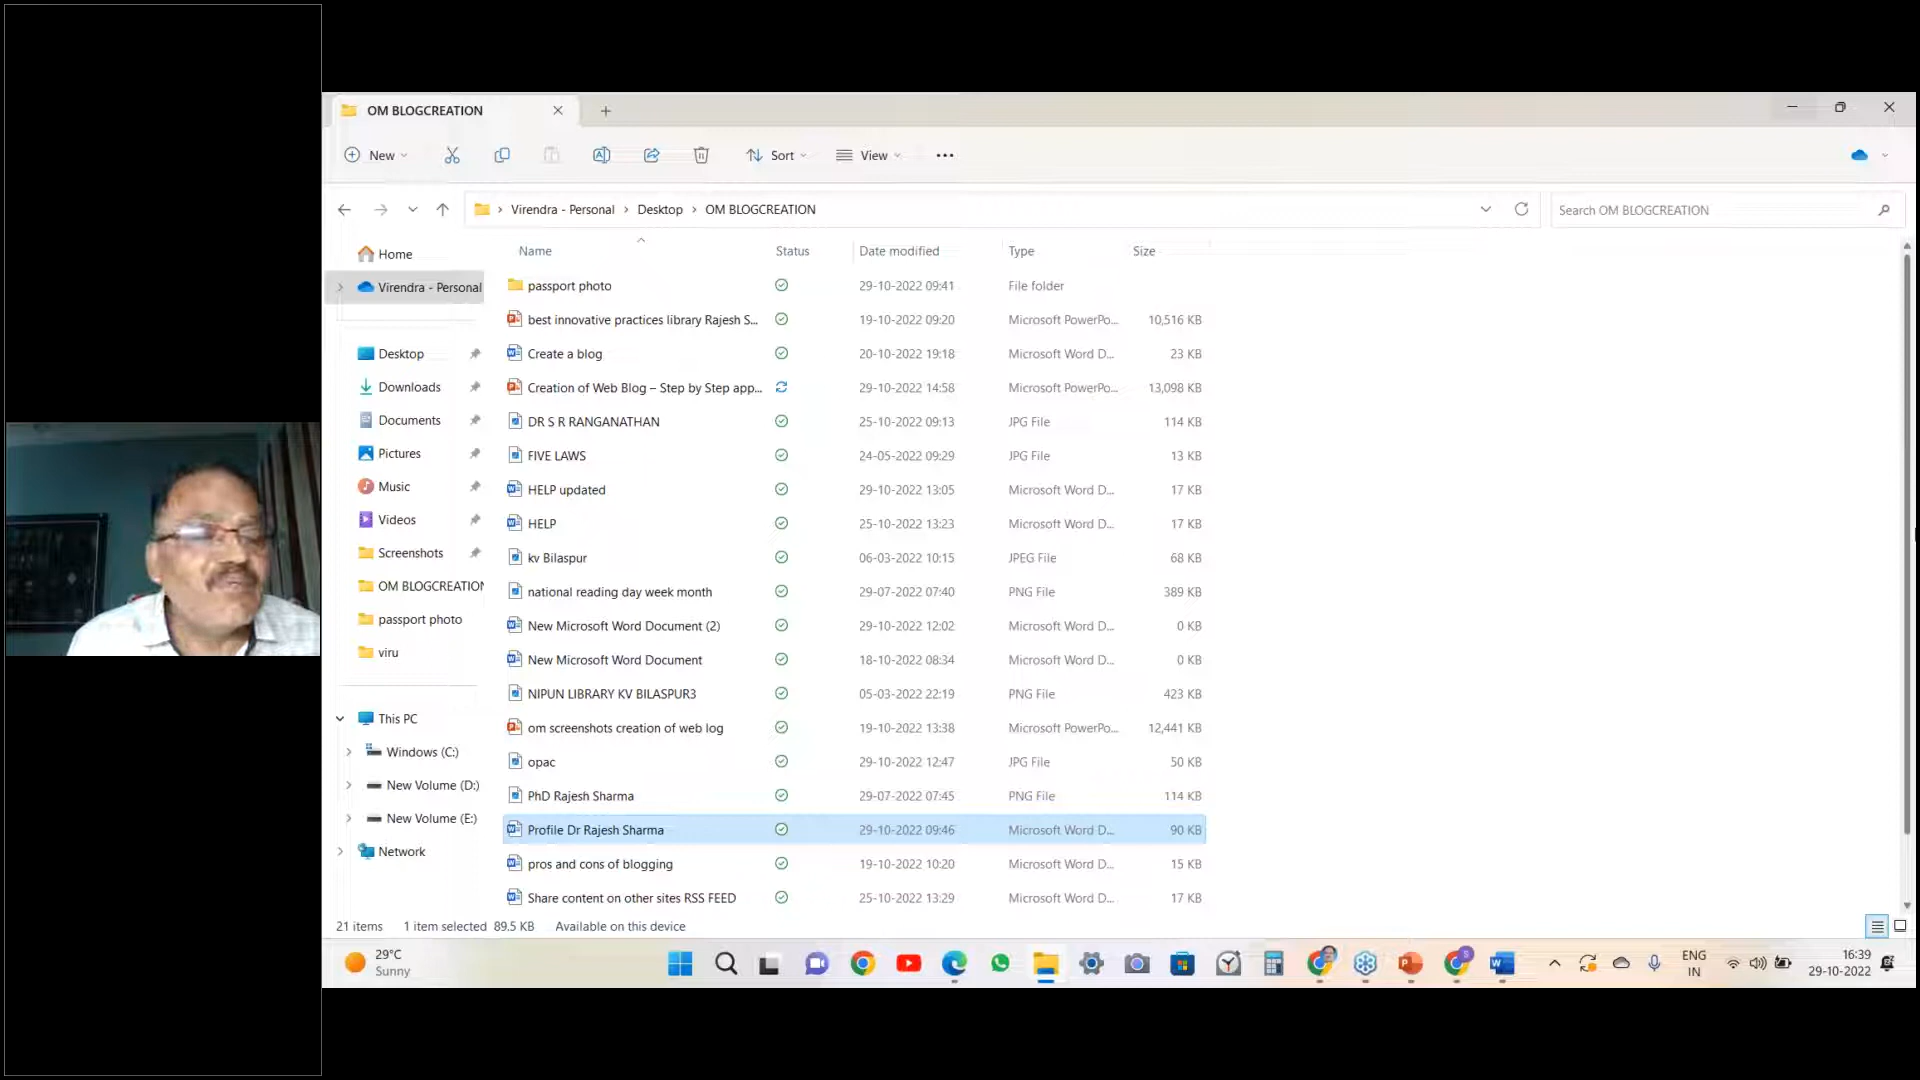 OM BLOGCREATION
New
Sort
View
Virendra - Personal > Desktop > OM BLOGCREATION
Search OM BLOGCREATION
Home
Virendra - Personal
Desktop
Downloads
Documents
Pictures
Music
Videos
Screenshots
OM BLOGCREATION
passport photo
viru
This PC
Windows (C:)
New Volume (D:)
New Volume (E:)
Network
Name Status Date modified Type Size
passport photo 29-10-2022 09:41 File folder
best innovative practices library Rajesh S... 19-10-2022 09:20 Microsoft PowerPo... 10,516 KB
Create a blog 20-10-2022 19:18 Microsoft Word D... 23 KB
Creation of Web Blog – Step by Step app... 29-10-2022 14:58 Microsoft PowerPo... 13,098 KB
DR S R RANGANATHAN 25-10-2022 09:13 JPG File 114 KB
FIVE LAWS 24-05-2022 09:29 JPG File 13 KB
HELP updated 29-10-2022 13:05 Microsoft Word D... 17 KB
HELP 25-10-2022 13:23 Microsoft Word D... 17 KB
kv Bilaspur 06-03-2022 10:15 JPEG File 68 KB
national reading day week month 29-07-2022 07:40 PNG File 389 KB
New Microsoft Word Document (2) 29-10-2022 12:02 Microsoft Word D... 0 KB
New Microsoft Word Document 18-10-2022 08:34 Microsoft Word D... 0 KB
NIPUN LIBRARY KV BILASPUR3 05-03-2022 22:19 PNG File 423 KB
om screenshots creation of web log 19-10-2022 13:38 Microsoft PowerPo... 12,441 KB
opac 29-10-2022 12:47 JPG File 50 KB
PhD Rajesh Sharma 29-07-2022 07:45 PNG File 114 KB
Profile Dr Rajesh Sharma 29-10-2022 09:46 Microsoft Word D... 90 KB
pros and cons of blogging 19-10-2022 10:20 Microsoft Word D... 15 KB
Share content on other sites RSS FEED 25-10-2022 13:29 Microsoft Word D... 17 KB
21 items 1 item selected 89.5 KB Available on this device
29°C
Sunny
ENG
IN
16:39
29-10-2022